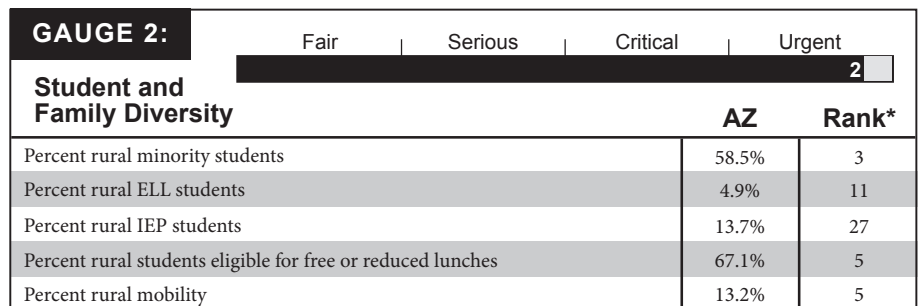 GAUGE 2:
Fair | Serious | Critical | Urgent
2
Student and
Family Diversity
AZ Rank*
Percent rural minority students 58.5% 3
Percent rural ELL students 4.9% 11
Percent rural IEP students 13.7% 27
Percent rural students eligible for free or reduced lunches 67.1% 5
Percent rural mobility 13.2% 5